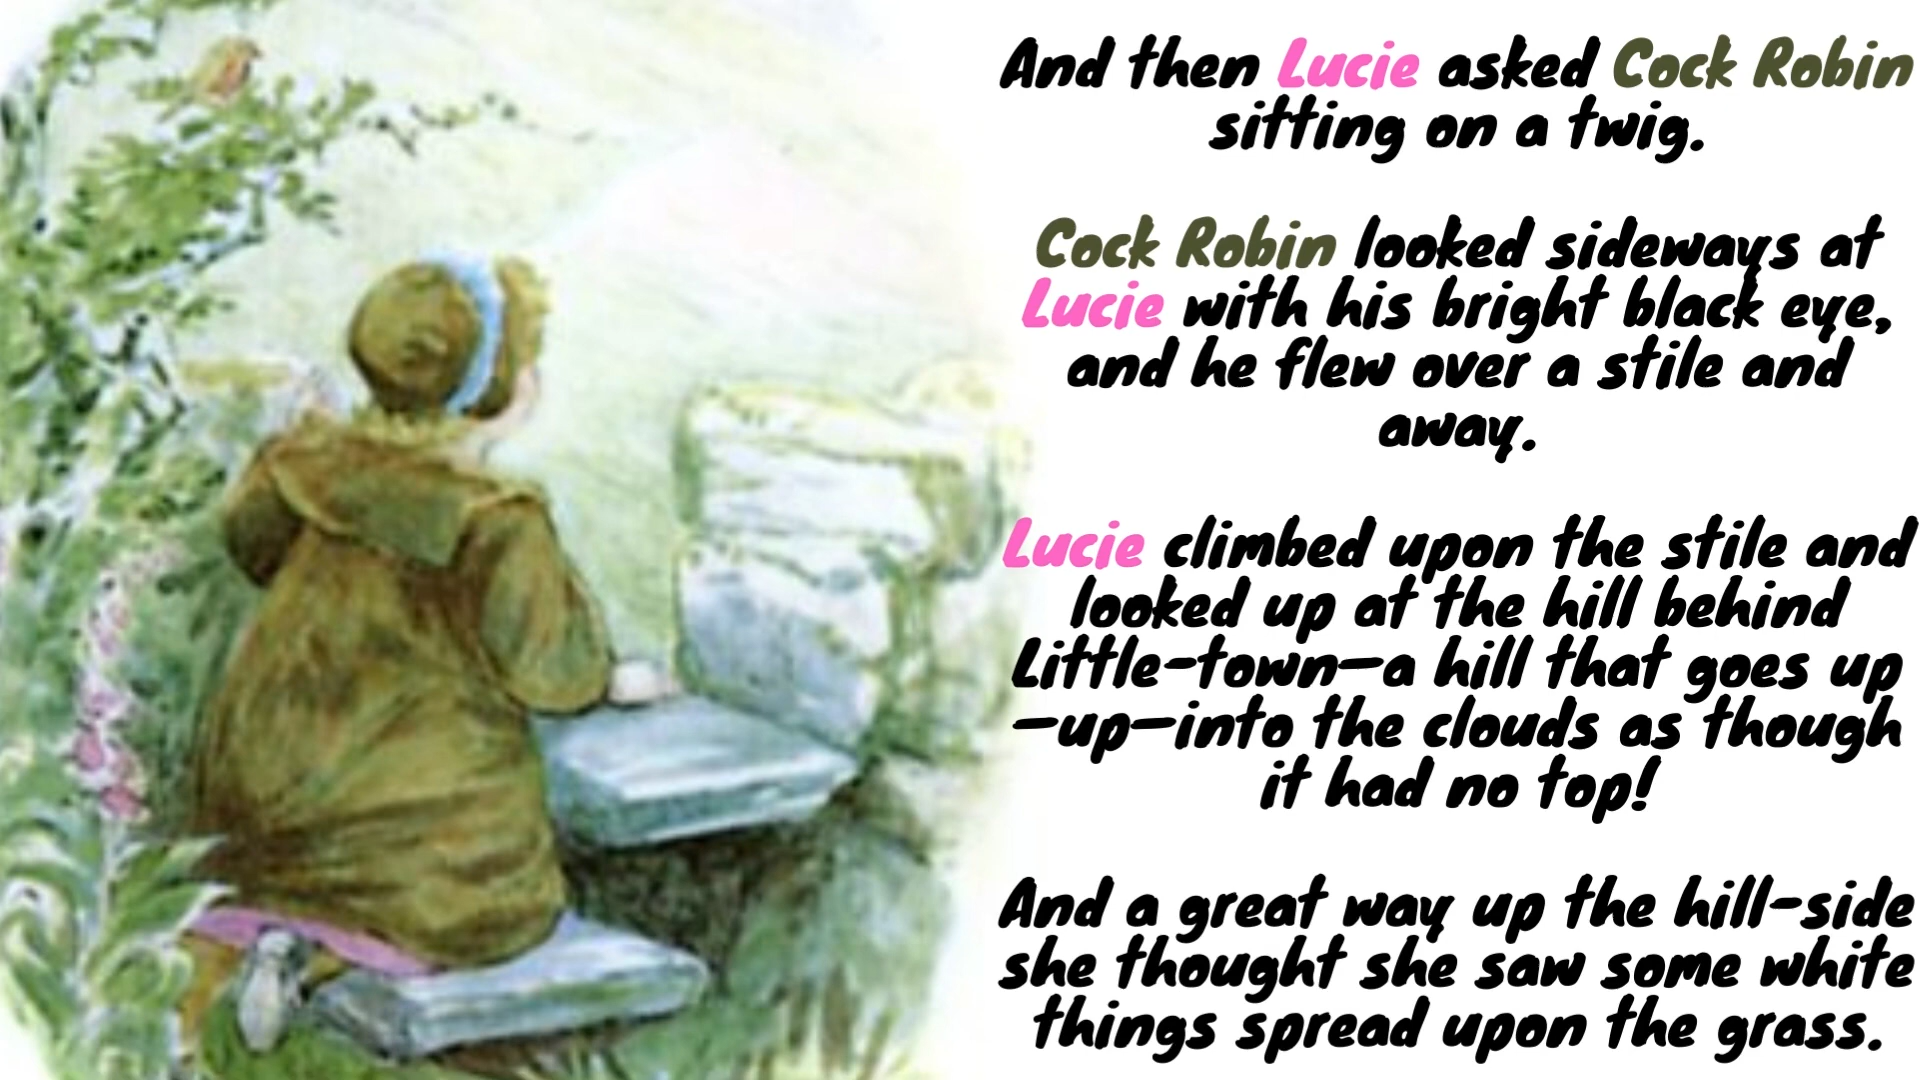 And then Lucie asked Cock Robin
sitting on a twig.
Cock Robin looked sideways at
Lucie with his bright black eye,
and he flew over a stile and
away.
Lucie climbed upon the stile and
looked up at the hill behind
Little-town—a hill that goes up
—up—into the clouds as though
it had no top!
And a great way up the hill-side
she thought she saw some white
things spread upon the grass.